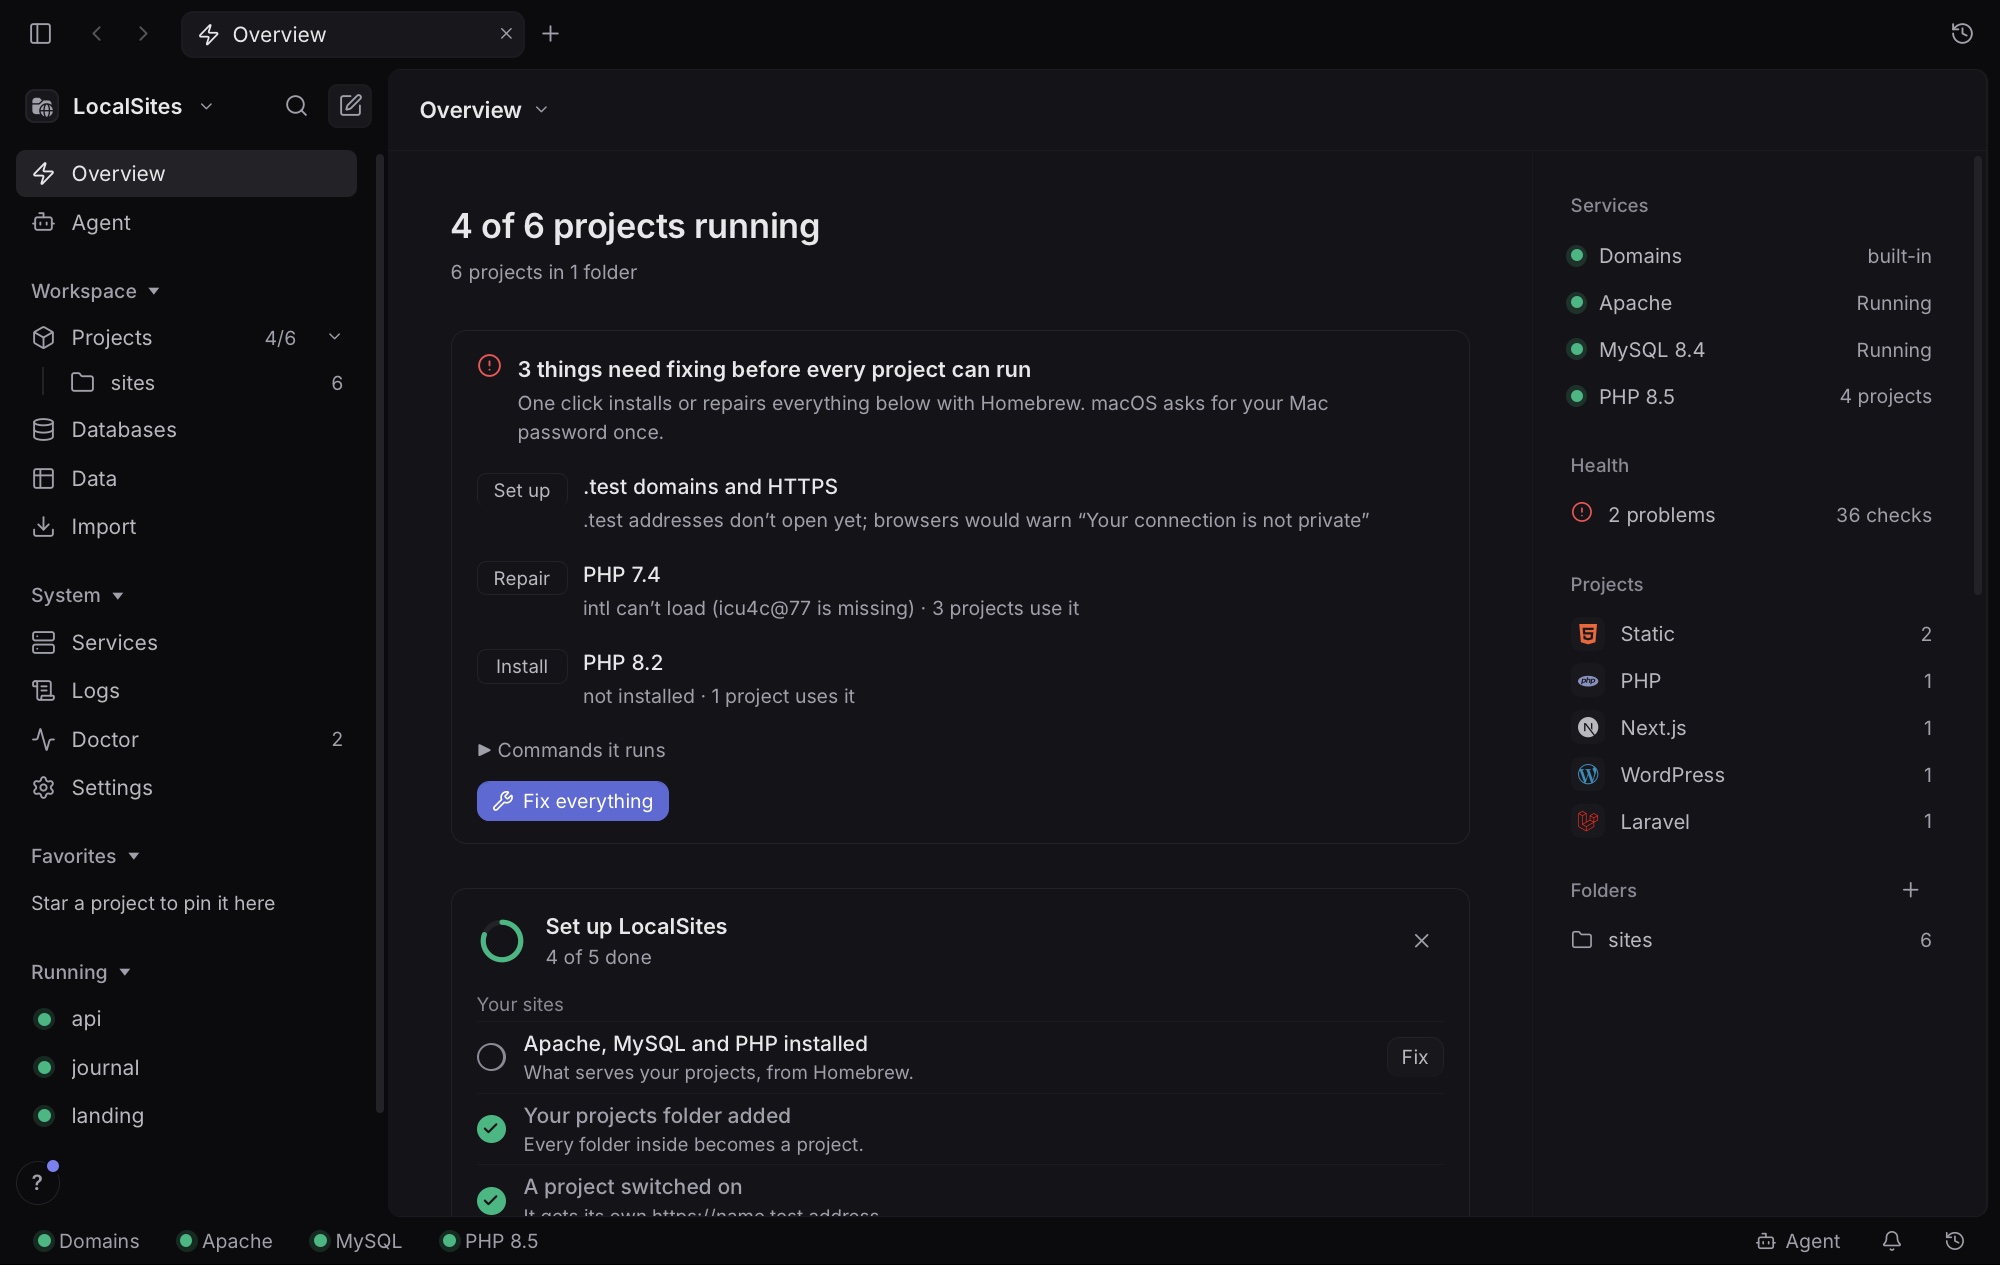 Overview
LocalSites
Overview
Agent
Workspace
Projects 4/6
sites 6
Databases
Data
Import
System
Services
Logs
Doctor 2
Settings
Favorites
Star a project to pin it here
Running
api
journal
landing
?
Overview
4 of 6 projects running
6 projects in 1 folder
3 things need fixing before every project can run
One click installs or repairs everything below with Homebrew. macOS asks for your Mac
password once.
Set up .test domains and HTTPS
.test addresses don’t open yet; browsers would warn “Your connection is not private”
Repair PHP 7.4
intl can’t load (icu4c@77 is missing) · 3 projects use it
Install PHP 8.2
not installed · 1 project uses it
Commands it runs
Fix everything
Set up LocalSites
4 of 5 done
Your sites
Apache, MySQL and PHP installed
What serves your projects, from Homebrew.
Fix
Your projects folder added
Every folder inside becomes a project.
A project switched on
It gets its own https://name.test address
Services
Domains built-in
Apache Running
MySQL 8.4 Running
PHP 8.5 4 projects
Health
2 problems 36 checks
Projects
Static 2
php PHP 1
Next.js 1
WordPress 1
Laravel 1
Folders
sites 6
Domains Apache MySQL PHP 8.5 Agent